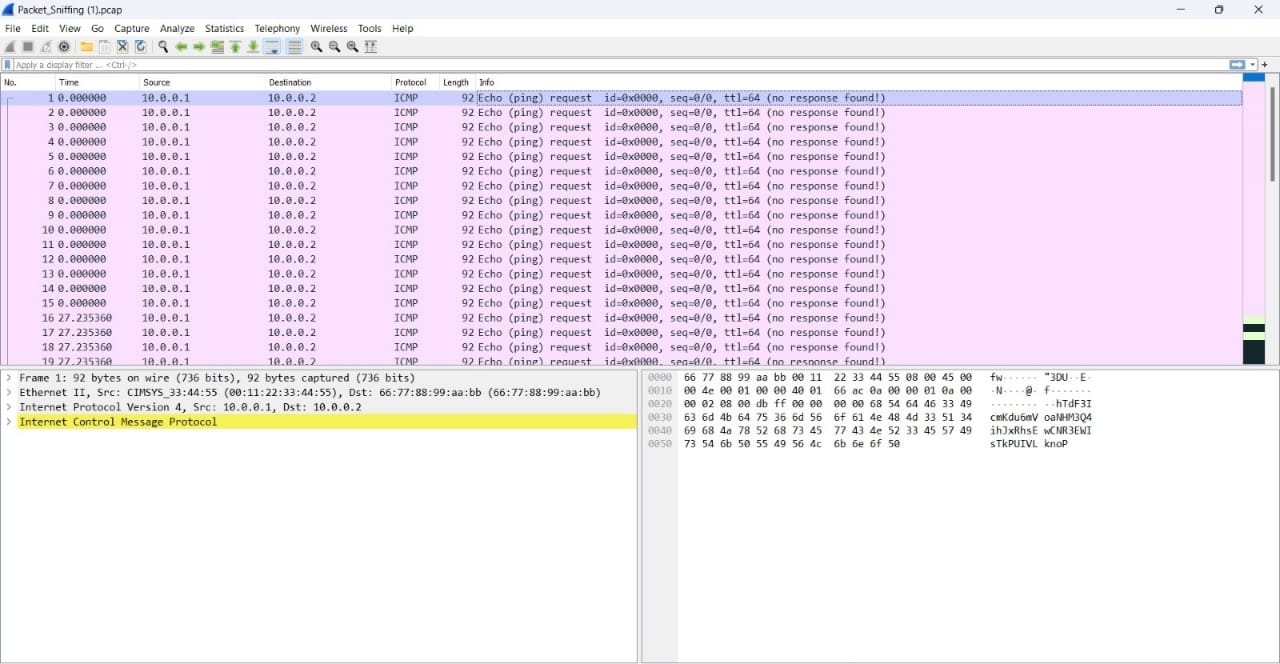 Packet_Sniffing (1).pcap
File Edit View Go Capture Analyze Statistics Telephony Wireless Tools Help
Apply a display filter ... <Ctrl-/>
No. Time Source Destination Protocol Length Info
1 0.000000 10.0.0.1 10.0.0.2 ICMP 92 Echo (ping) request id=0x0000, seq=0/0, ttl=64 (no response found!)
2 0.000000 10.0.0.1 10.0.0.2 ICMP 92 Echo (ping) request id=0x0000, seq=0/0, ttl=64 (no response found!)
3 0.000000 10.0.0.1 10.0.0.2 ICMP 92 Echo (ping) request id=0x0000, seq=0/0, ttl=64 (no response found!)
4 0.000000 10.0.0.1 10.0.0.2 ICMP 92 Echo (ping) request id=0x0000, seq=0/0, ttl=64 (no response found!)
5 0.000000 10.0.0.1 10.0.0.2 ICMP 92 Echo (ping) request id=0x0000, seq=0/0, ttl=64 (no response found!)
6 0.000000 10.0.0.1 10.0.0.2 ICMP 92 Echo (ping) request id=0x0000, seq=0/0, ttl=64 (no response found!)
7 0.000000 10.0.0.1 10.0.0.2 ICMP 92 Echo (ping) request id=0x0000, seq=0/0, ttl=64 (no response found!)
8 0.000000 10.0.0.1 10.0.0.2 ICMP 92 Echo (ping) request id=0x0000, seq=0/0, ttl=64 (no response found!)
9 0.000000 10.0.0.1 10.0.0.2 ICMP 92 Echo (ping) request id=0x0000, seq=0/0, ttl=64 (no response found!)
10 0.000000 10.0.0.1 10.0.0.2 ICMP 92 Echo (ping) request id=0x0000, seq=0/0, ttl=64 (no response found!)
11 0.000000 10.0.0.1 10.0.0.2 ICMP 92 Echo (ping) request id=0x0000, seq=0/0, ttl=64 (no response found!)
12 0.000000 10.0.0.1 10.0.0.2 ICMP 92 Echo (ping) request id=0x0000, seq=0/0, ttl=64 (no response found!)
13 0.000000 10.0.0.1 10.0.0.2 ICMP 92 Echo (ping) request id=0x0000, seq=0/0, ttl=64 (no response found!)
14 0.000000 10.0.0.1 10.0.0.2 ICMP 92 Echo (ping) request id=0x0000, seq=0/0, ttl=64 (no response found!)
15 0.000000 10.0.0.1 10.0.0.2 ICMP 92 Echo (ping) request id=0x0000, seq=0/0, ttl=64 (no response found!)
16 27.235360 10.0.0.1 10.0.0.2 ICMP 92 Echo (ping) request id=0x0000, seq=0/0, ttl=64 (no response found!)
17 27.235360 10.0.0.1 10.0.0.2 ICMP 92 Echo (ping) request id=0x0000, seq=0/0, ttl=64 (no response found!)
18 27.235360 10.0.0.1 10.0.0.2 ICMP 92 Echo (ping) request id=0x0000, seq=0/0, ttl=64 (no response found!)
19 27.235360 10.0.0.1 10.0.0.2 ICMP 92 Echo (ping) request id=0x0000, seq=0/0, ttl=64 (no response found!)
Frame 1: 92 bytes on wire (736 bits), 92 bytes captured (736 bits)
Ethernet II, Src: CIMSYS_33:44:55 (00:11:22:33:44:55), Dst: 66:77:88:99:aa:bb (66:77:88:99:aa:bb)
Internet Protocol Version 4, Src: 10.0.0.1, Dst: 10.0.0.2
Internet Control Message Protocol
0000 66 77 88 99 aa bb 00 11 22 33 44 55 08 00 45 00 fw······ "3DU··E·
0010 00 4e 00 01 00 00 40 01 66 ac 0a 00 00 01 0a 00 ·N····@· f·······
0020 00 02 08 00 db ff 00 00 00 00 68 54 64 46 33 49 ········ ··hTdF3I
0030 63 6d 4b 64 75 36 6d 56 6f 61 4e 48 4d 33 51 34 cmKdu6mV oaNHM3Q4
0040 69 68 4a 78 52 68 73 45 77 43 4e 52 33 45 57 49 ihJxRhsE wCNR3EWI
0050 73 54 6b 50 55 49 56 4c 6b 6e 6f 50 sTkPUIVL knoP